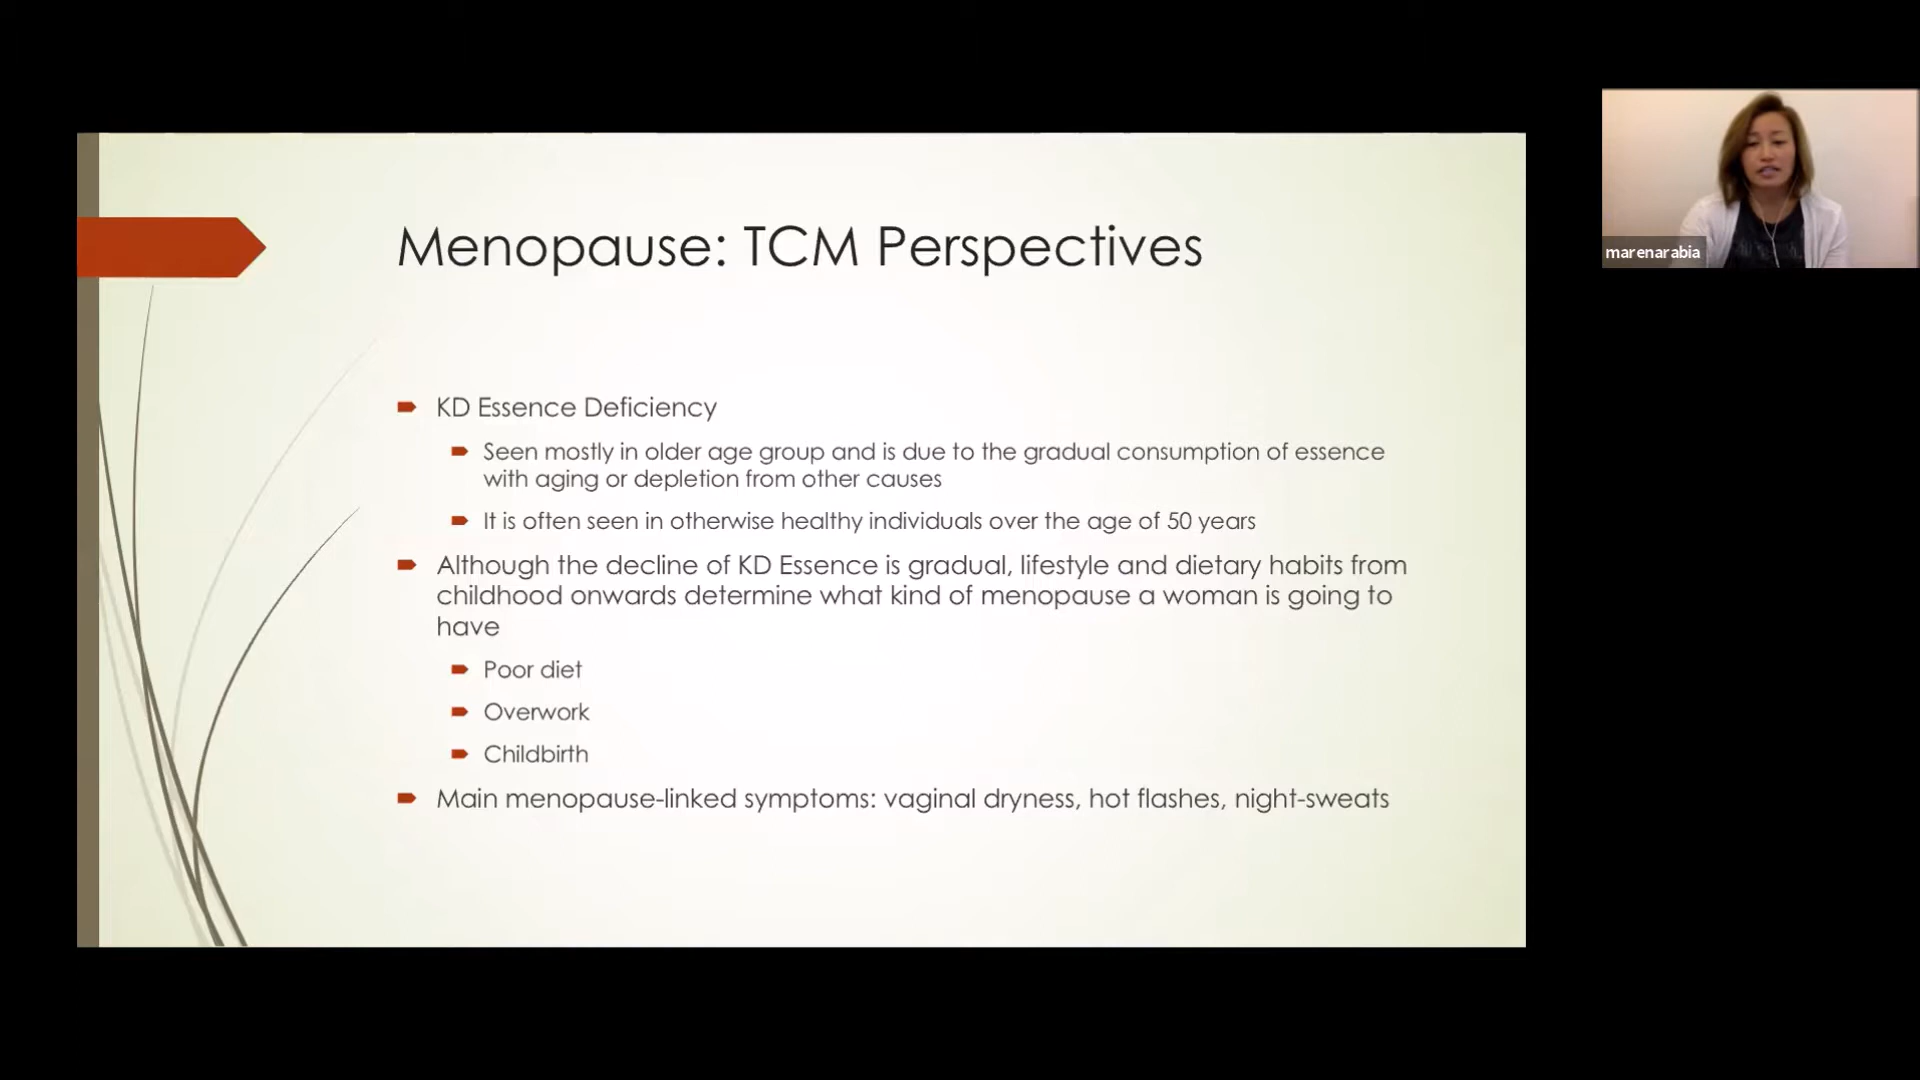 Menopause: TCM Perspectives
KD Essence Deficiency
Seen mostly in older age group and is due to the gradual consumption of essence
with aging or depletion from other causes
It is often seen in otherwise healthy individuals over the age of 50 years
Although the decline of KD Essence is gradual, lifestyle and dietary habits from
childhood onwards determine what kind of menopause a woman is going to
have
Poor diet
Overwork
Childbirth
Main menopause-linked symptoms: vaginal dryness, hot flashes, night-sweats
marenarabia